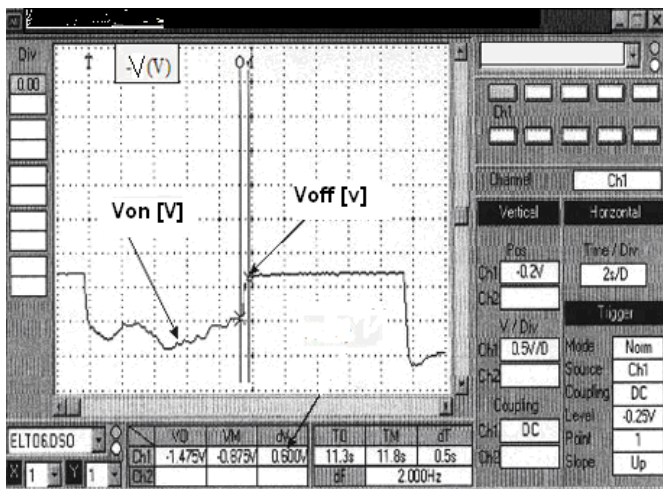 Div
0.00
-V(V)
Von [V]
Voff [v]
Ch1
Channel Ch1
Vertical Horizontal
Pos Time / Div
Ch1 -0.2V 2s/D
Ch2
Trigger
V / Div
Ch1 0.5V/D
Ch2
Mode Norm
Source Ch1
Coupling DC
Level -0.25V
Point 1
Slope Up
Coupling
Ch1 DC
Ch2
ELT06.DSO
VO VM dV
Ch1 -1.475V -0.875V 0.600V
Ch2
TO TM dT
11.3s 11.8s 0.5s
dF 2.000Hz
X 1 Y 1